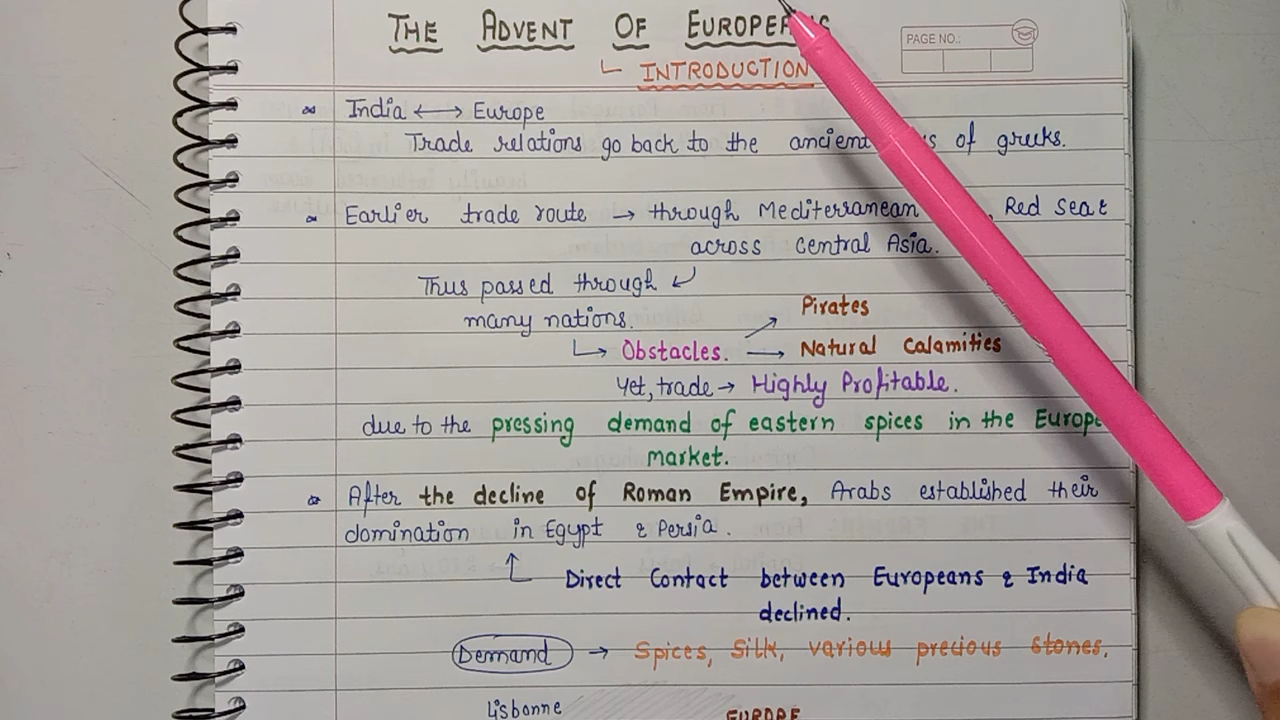 THE ADVENT OF EUROPE
PAGE NO.:
INTRODUCTION
India ↔ Europe
Trade relations go back to the ancient of greeks.
Earlier trade route → through Mediterranean , Red Sea &
across Central Asia.
Thus passed through
many nations.
Pirates
Obstacles. → Natural Calamities
Yet, trade → Highly Profitable.
due to the pressing demand of eastern spices in the Europe
market.
After the decline of Roman Empire, Arabs established their
domination in Egypt & Persia.
Direct Contact between Europeans & India
declined.
Demand → Spices, Silk, various precious stones,
Lisbonne
EUROPE